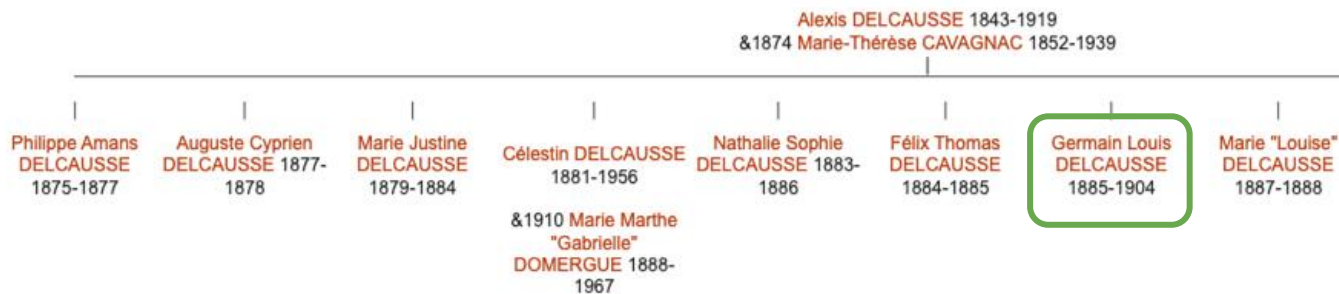 Alexis DELCAUSSE 1843-1919
&1874 Marie-Thérèse CAVAGNAC 1852-1939
Philippe Amans
DELCAUSSE
1875-1877
Auguste Cyprien
DELCAUSSE 1877-
1878
Marie Justine
DELCAUSSE
1879-1884
Célestin DELCAUSSE
1881-1956
&1910 Marie Marthe
"Gabrielle"
DOMERGUE 1888-
1967
Nathalie Sophie
DELCAUSSE 1883-
1886
Félix Thomas
DELCAUSSE
1884-1885
Germain Louis
DELCAUSSE
1885-1904
Marie "Louise"
DELCAUSSE
1887-1888